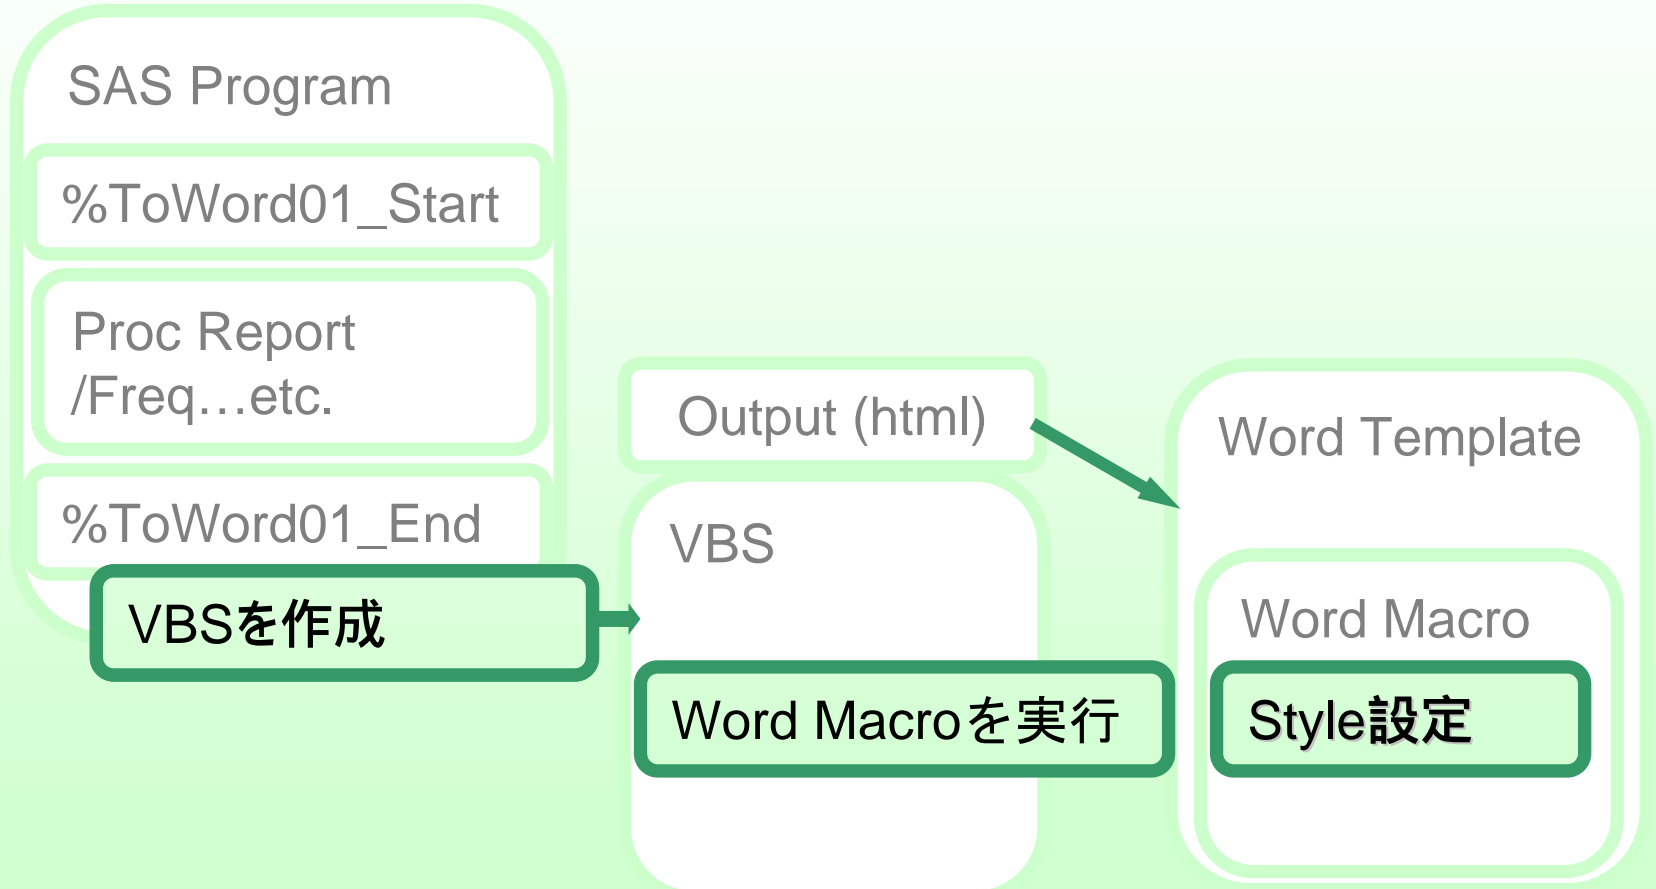 SAS Program
%ToWord01_Start
Proc Report
/Freq…etc.
%ToWord01_End
VBSを作成
Output (html)
VBS
Word Macroを実行
Word Template
Word Macro
Style設定